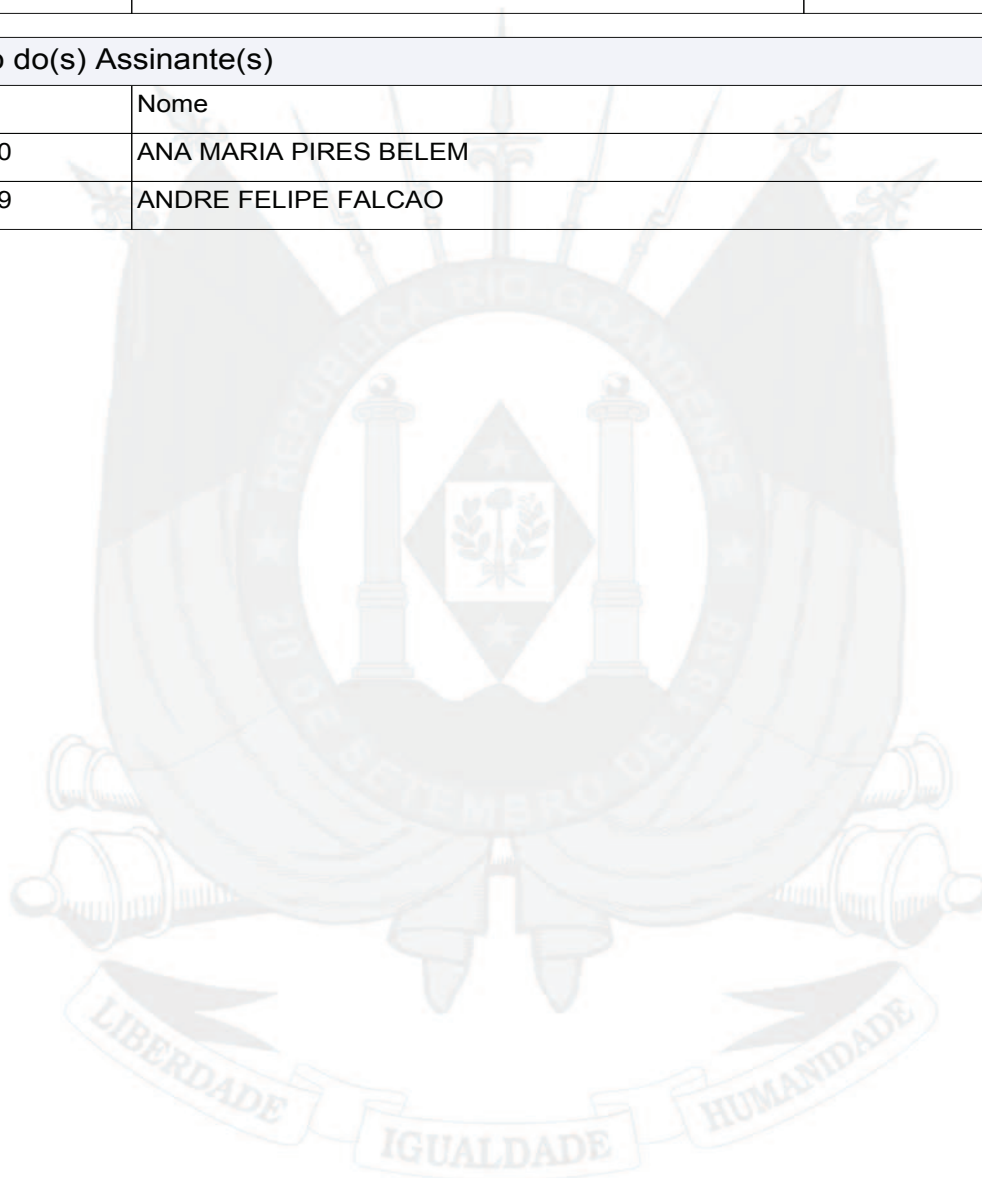 o do(s) Assinante(s)
Nome
0 ANA MARIA PIRES BELEM
9 ANDRE FELIPE FALCAO
REPÚBLICA RIO-GRANDENSE
20 DE SETEMBRO DE 1835
LIBERDADE IGUALDADE HUMANIDADE